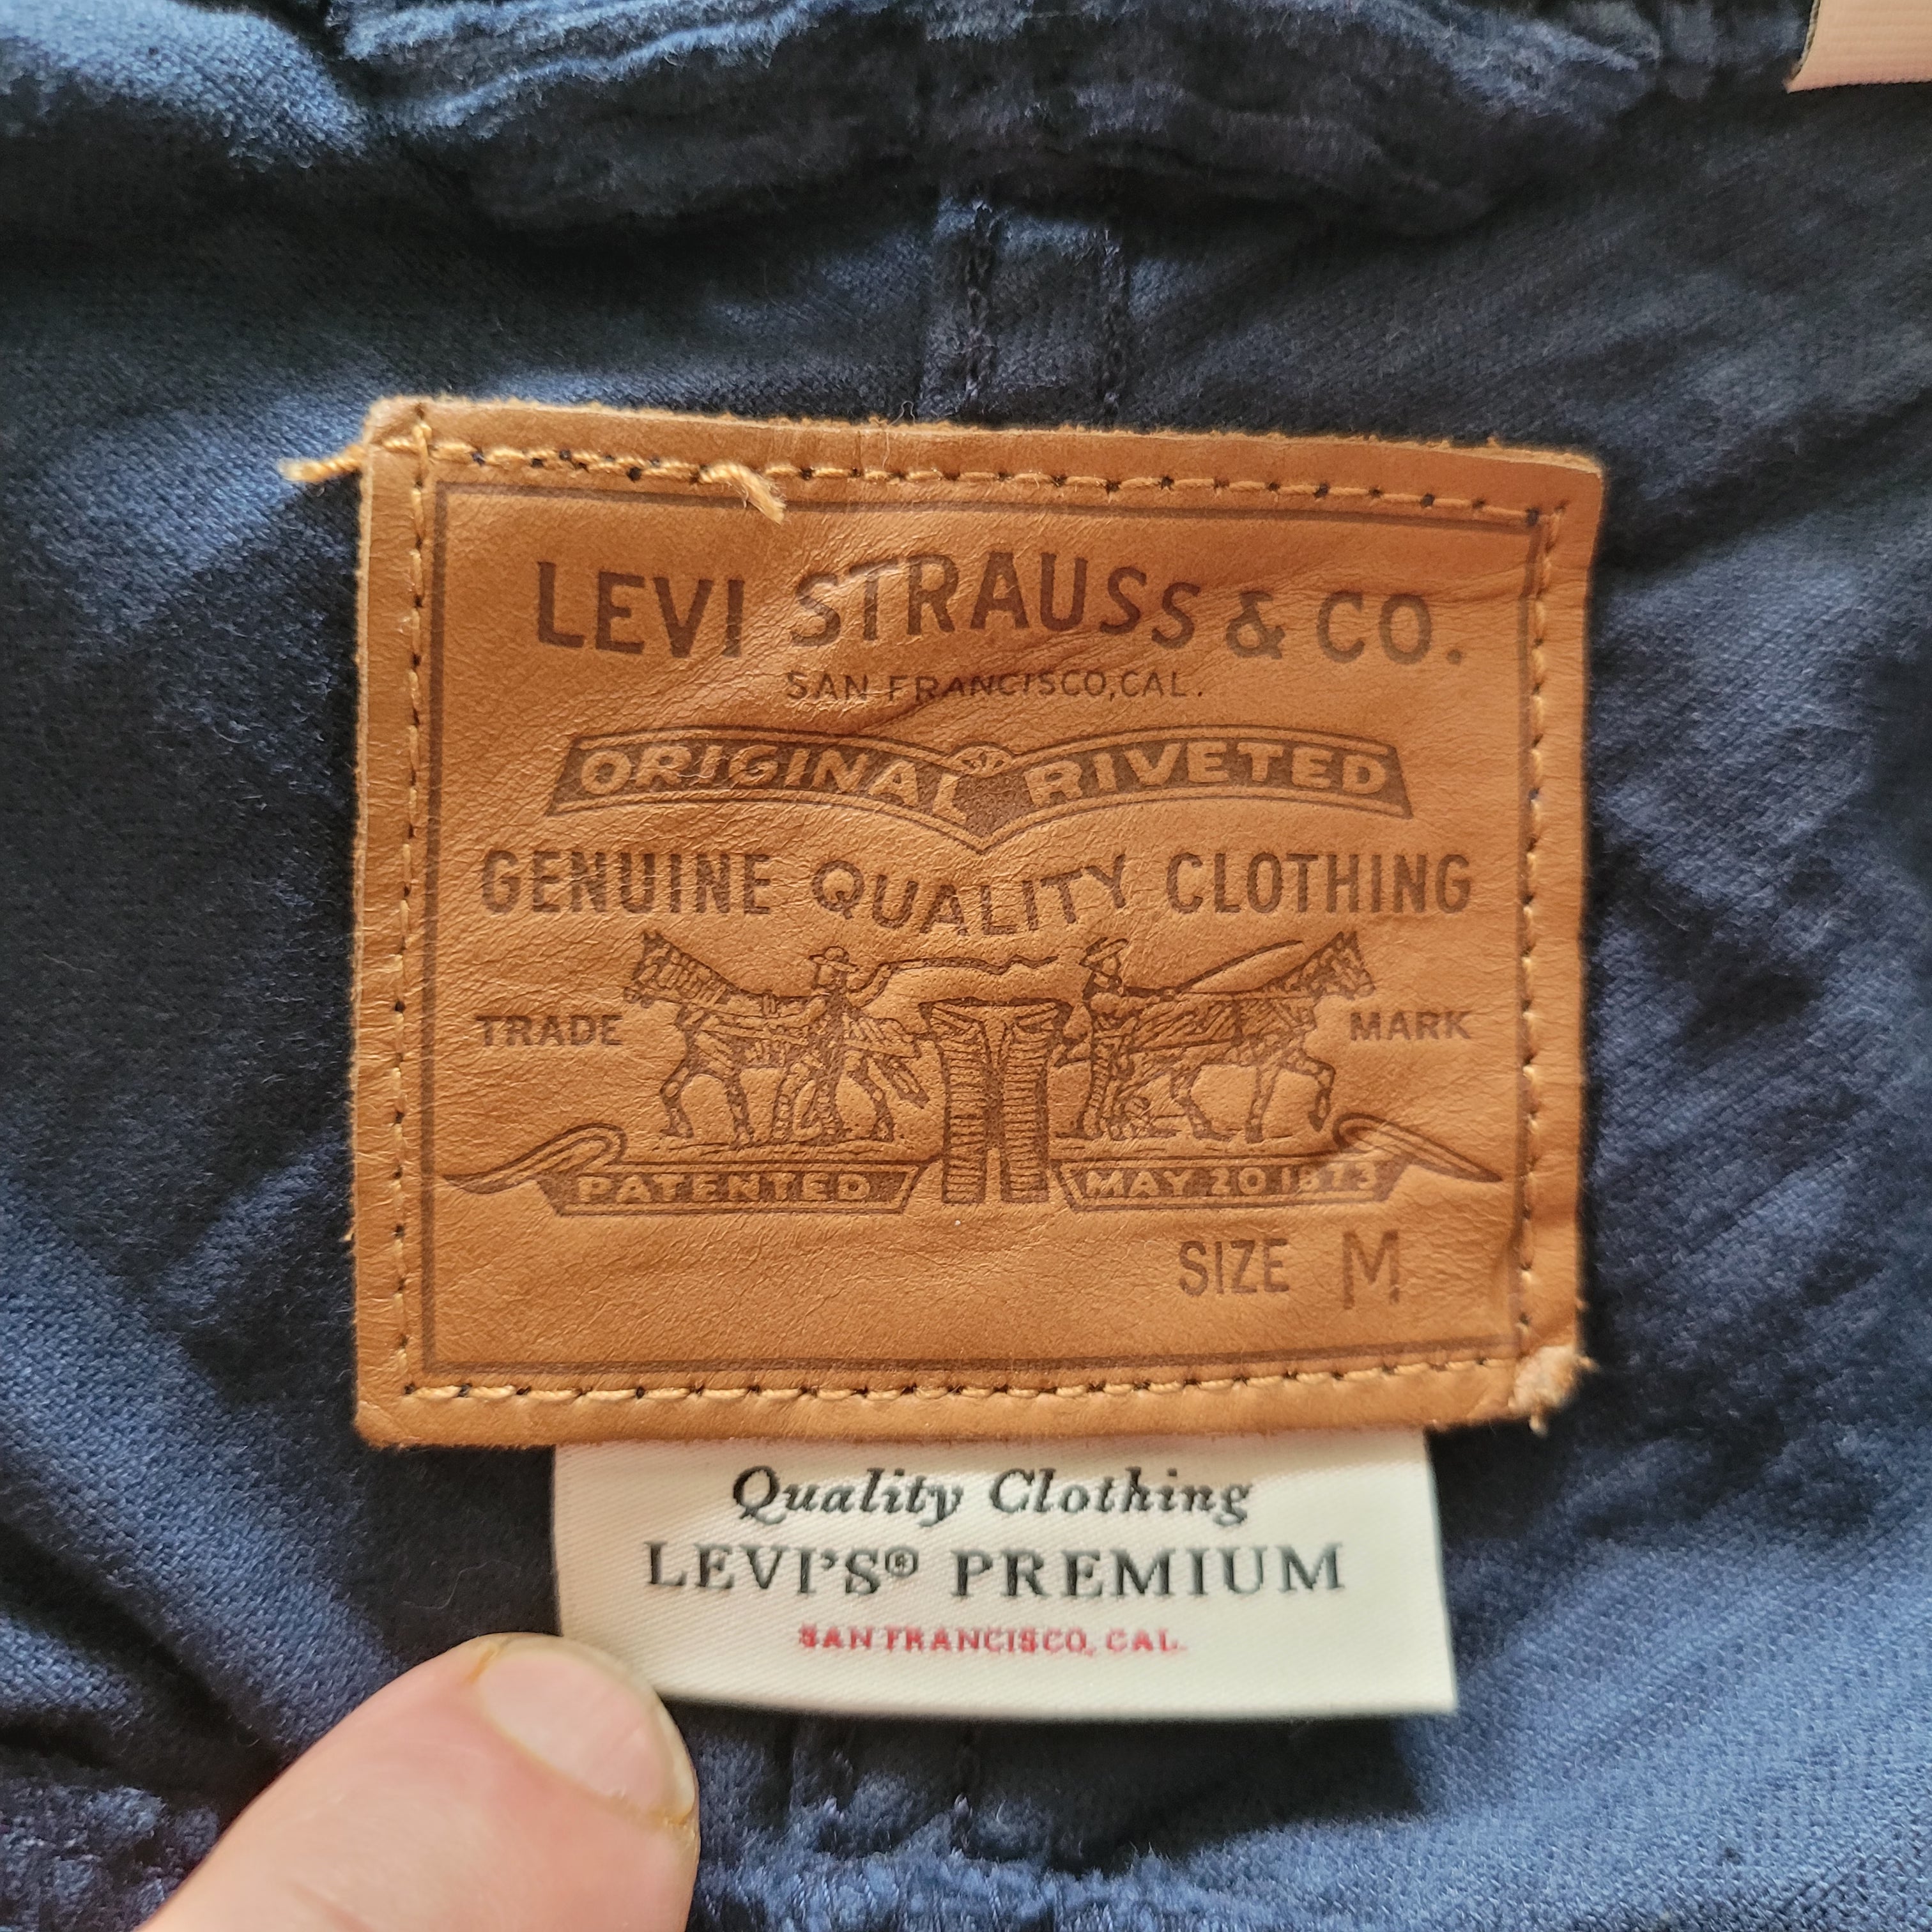 LEVI STRAUSS & CO.
SAN FRANCISCO, CAL.
ORIGINAL RIVETED
GENUINE QUALITY CLOTHING
TRADE MARK
PATENTED MAY 20 1873
SIZE M
Quality Clothing
LEVI'S® PREMIUM
SAN FRANCISCO, CAL.